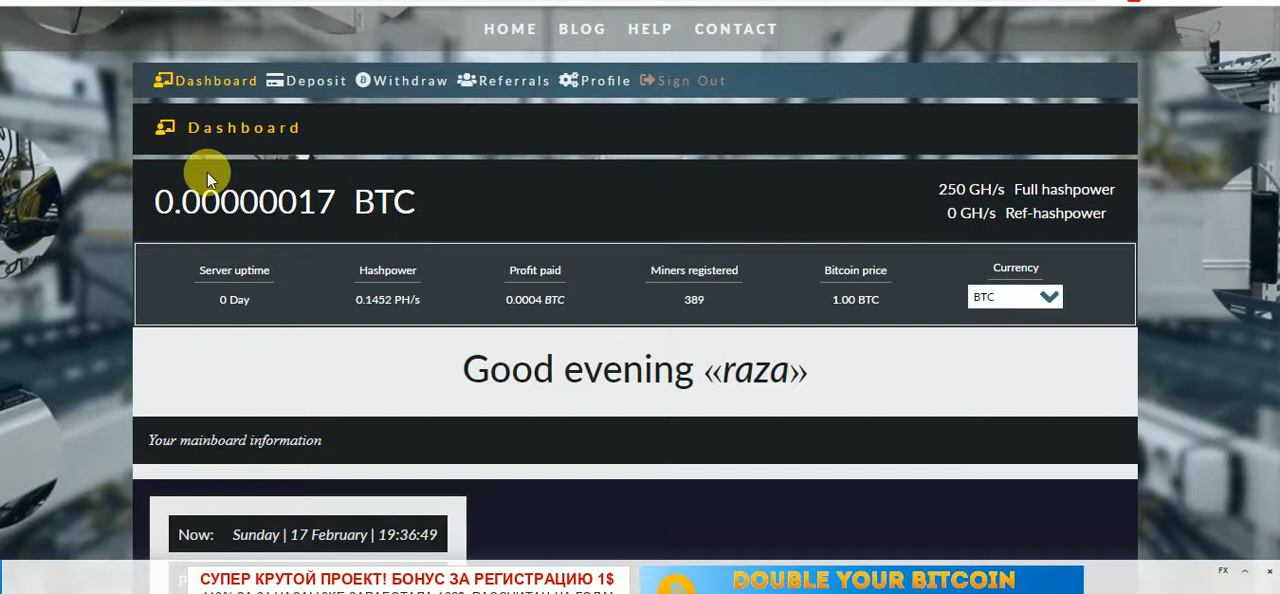 HOME BLOG HELP CONTACT
Dashboard Deposit Withdraw Referrals Profile Sign Out
Dashboard
0.00000017 BTC
250 GH/s Full hashpower
0 GH/s Ref-hashpower
Server uptime Hashpower Profit paid Miners registered Bitcoin price Currency
0 Day 0.1452 PH/s 0.0004 BTC 389 1.00 BTC BTC
Good evening «raza»
Your mainboard information
Now: Sunday | 17 February | 19:36:49
FX
СУПЕР КРУТОЙ ПРОЕКТ! БОНУС ЗА РЕГИСТРАЦИЮ 1$
DOUBLE YOUR BITCOIN